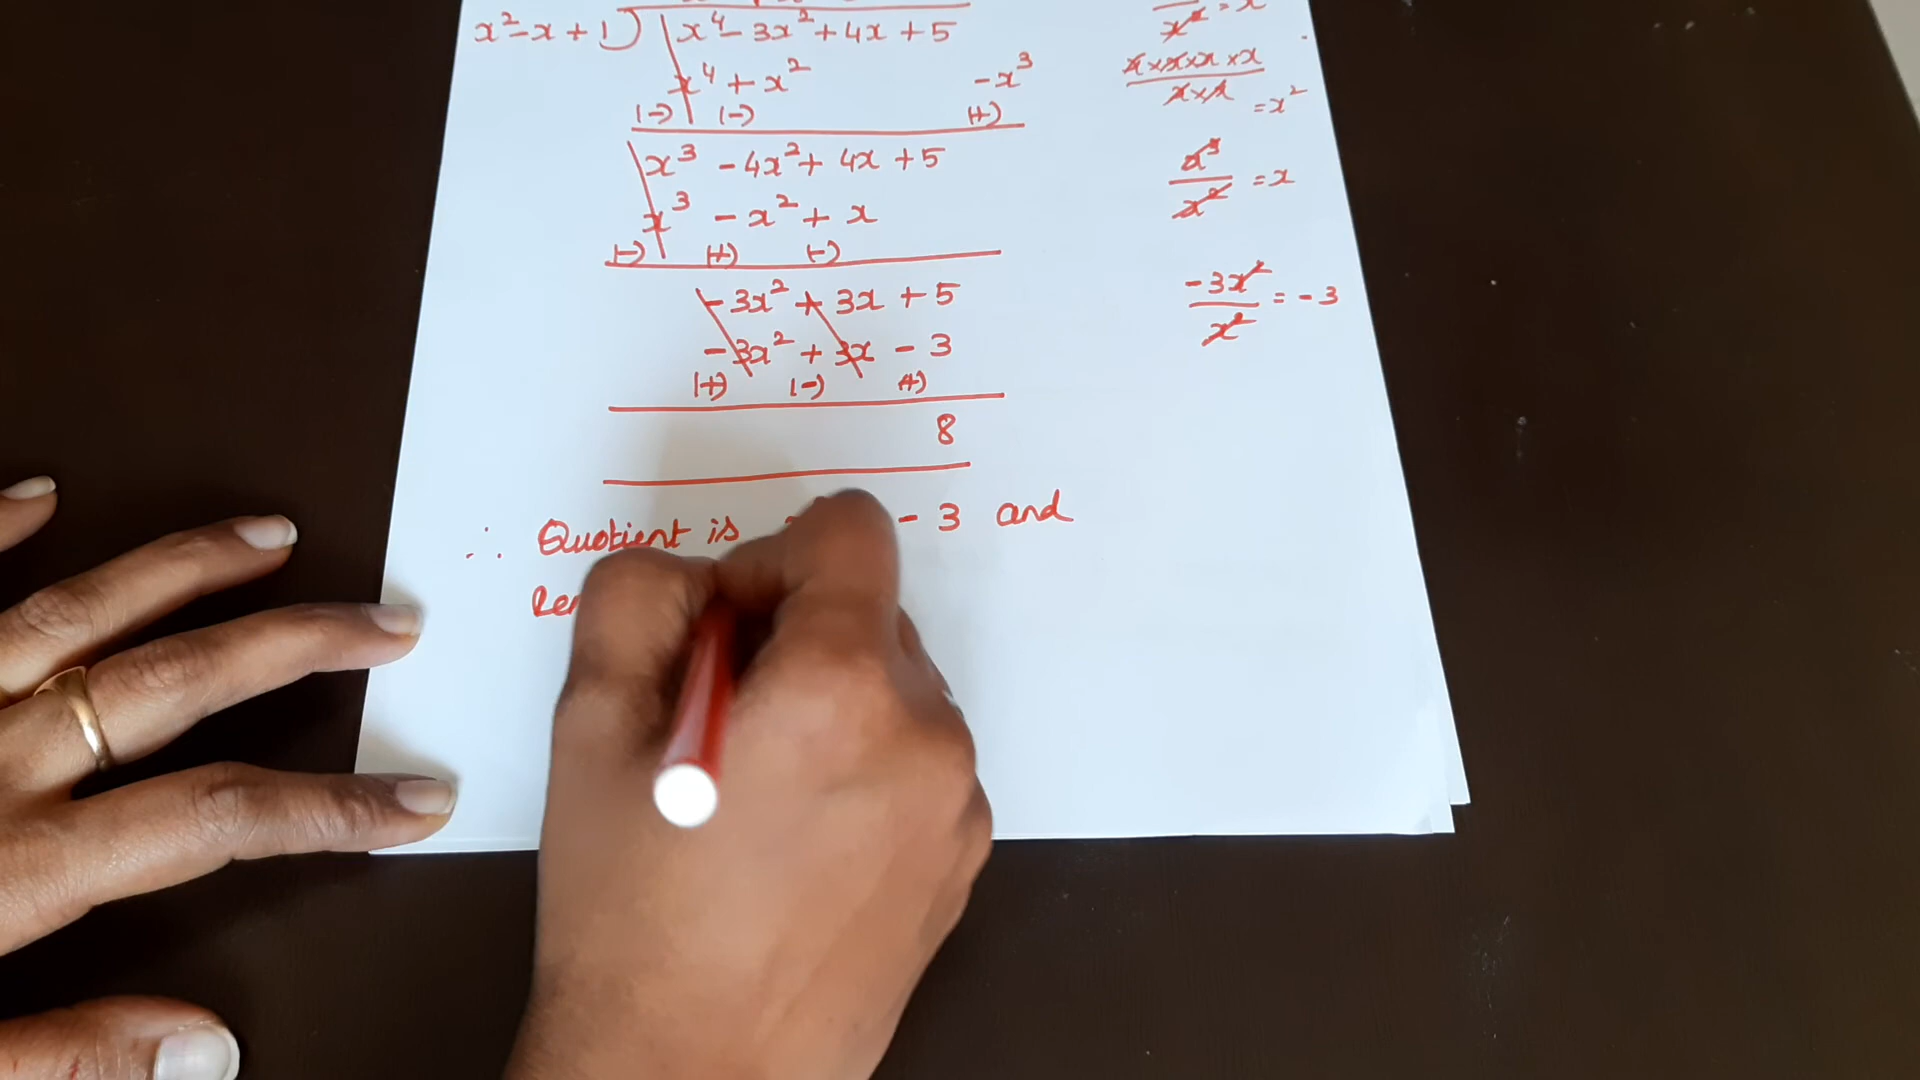 x² - x + 1) x⁴ - 3x² + 4x + 5
x⁴ + x² - x³
(-) (-) (+)
x³ - 4x² + 4x + 5
x³ - x² + x
(-) (+) (-)
- 3x² + 3x + 5
- 3x² + 3x - 3
(+) (-) (+)
8
∴ Quotient is - 3 and
x² = x
x × x × x × x / x × x = x²
x³ / x² = x
-3x² / x² = -3